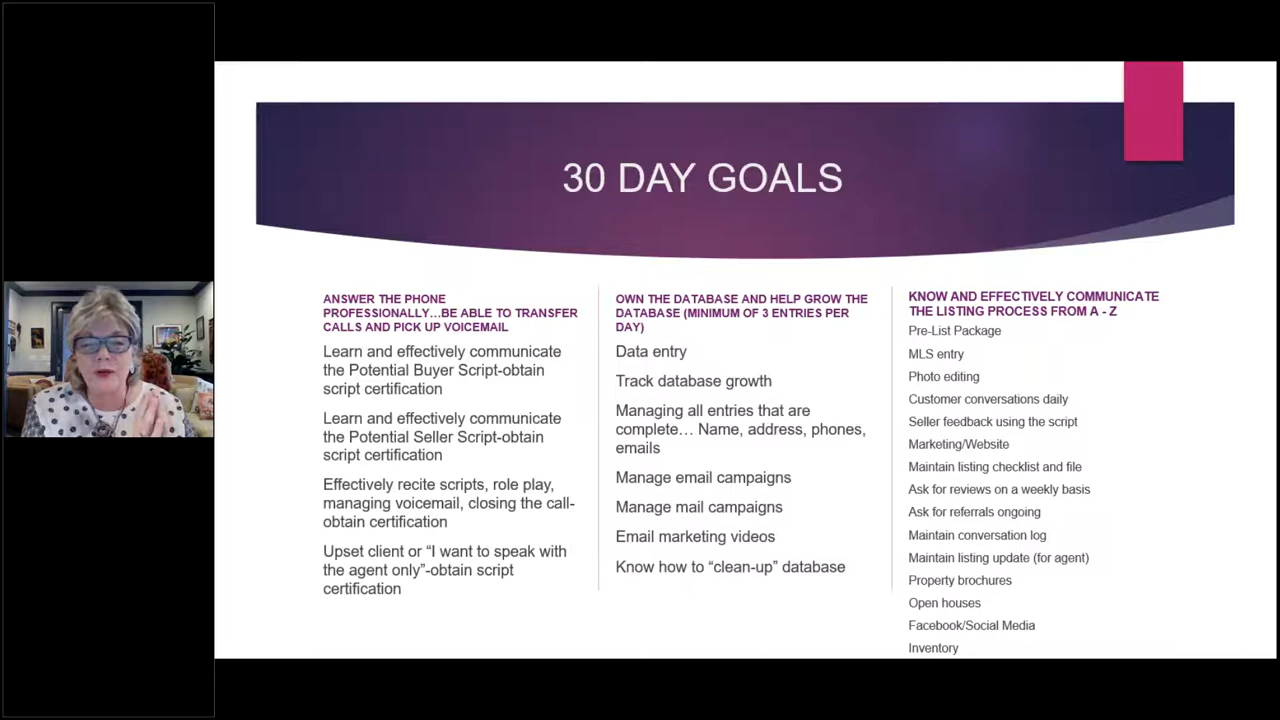 30 DAY GOALS
ANSWER THE PHONE
PROFESSIONALLY…BE ABLE TO TRANSFER
CALLS AND PICK UP VOICEMAIL
Learn and effectively communicate
the Potential Buyer Script-obtain
script certification
Learn and effectively communicate
the Potential Seller Script-obtain
script certification
Effectively recite scripts, role play,
managing voicemail, closing the call-
obtain certification
Upset client or “I want to speak with
the agent only”-obtain script
certification
OWN THE DATABASE AND HELP GROW THE
DATABASE (MINIMUM OF 3 ENTRIES PER
DAY)
Data entry
Track database growth
Managing all entries that are
complete… Name, address, phones,
emails
Manage email campaigns
Manage mail campaigns
Email marketing videos
Know how to “clean-up” database
KNOW AND EFFECTIVELY COMMUNICATE
THE LISTING PROCESS FROM A - Z
Pre-List Package
MLS entry
Photo editing
Customer conversations daily
Seller feedback using the script
Marketing/Website
Maintain listing checklist and file
Ask for reviews on a weekly basis
Ask for referrals ongoing
Maintain conversation log
Maintain listing update (for agent)
Property brochures
Open houses
Facebook/Social Media
Inventory